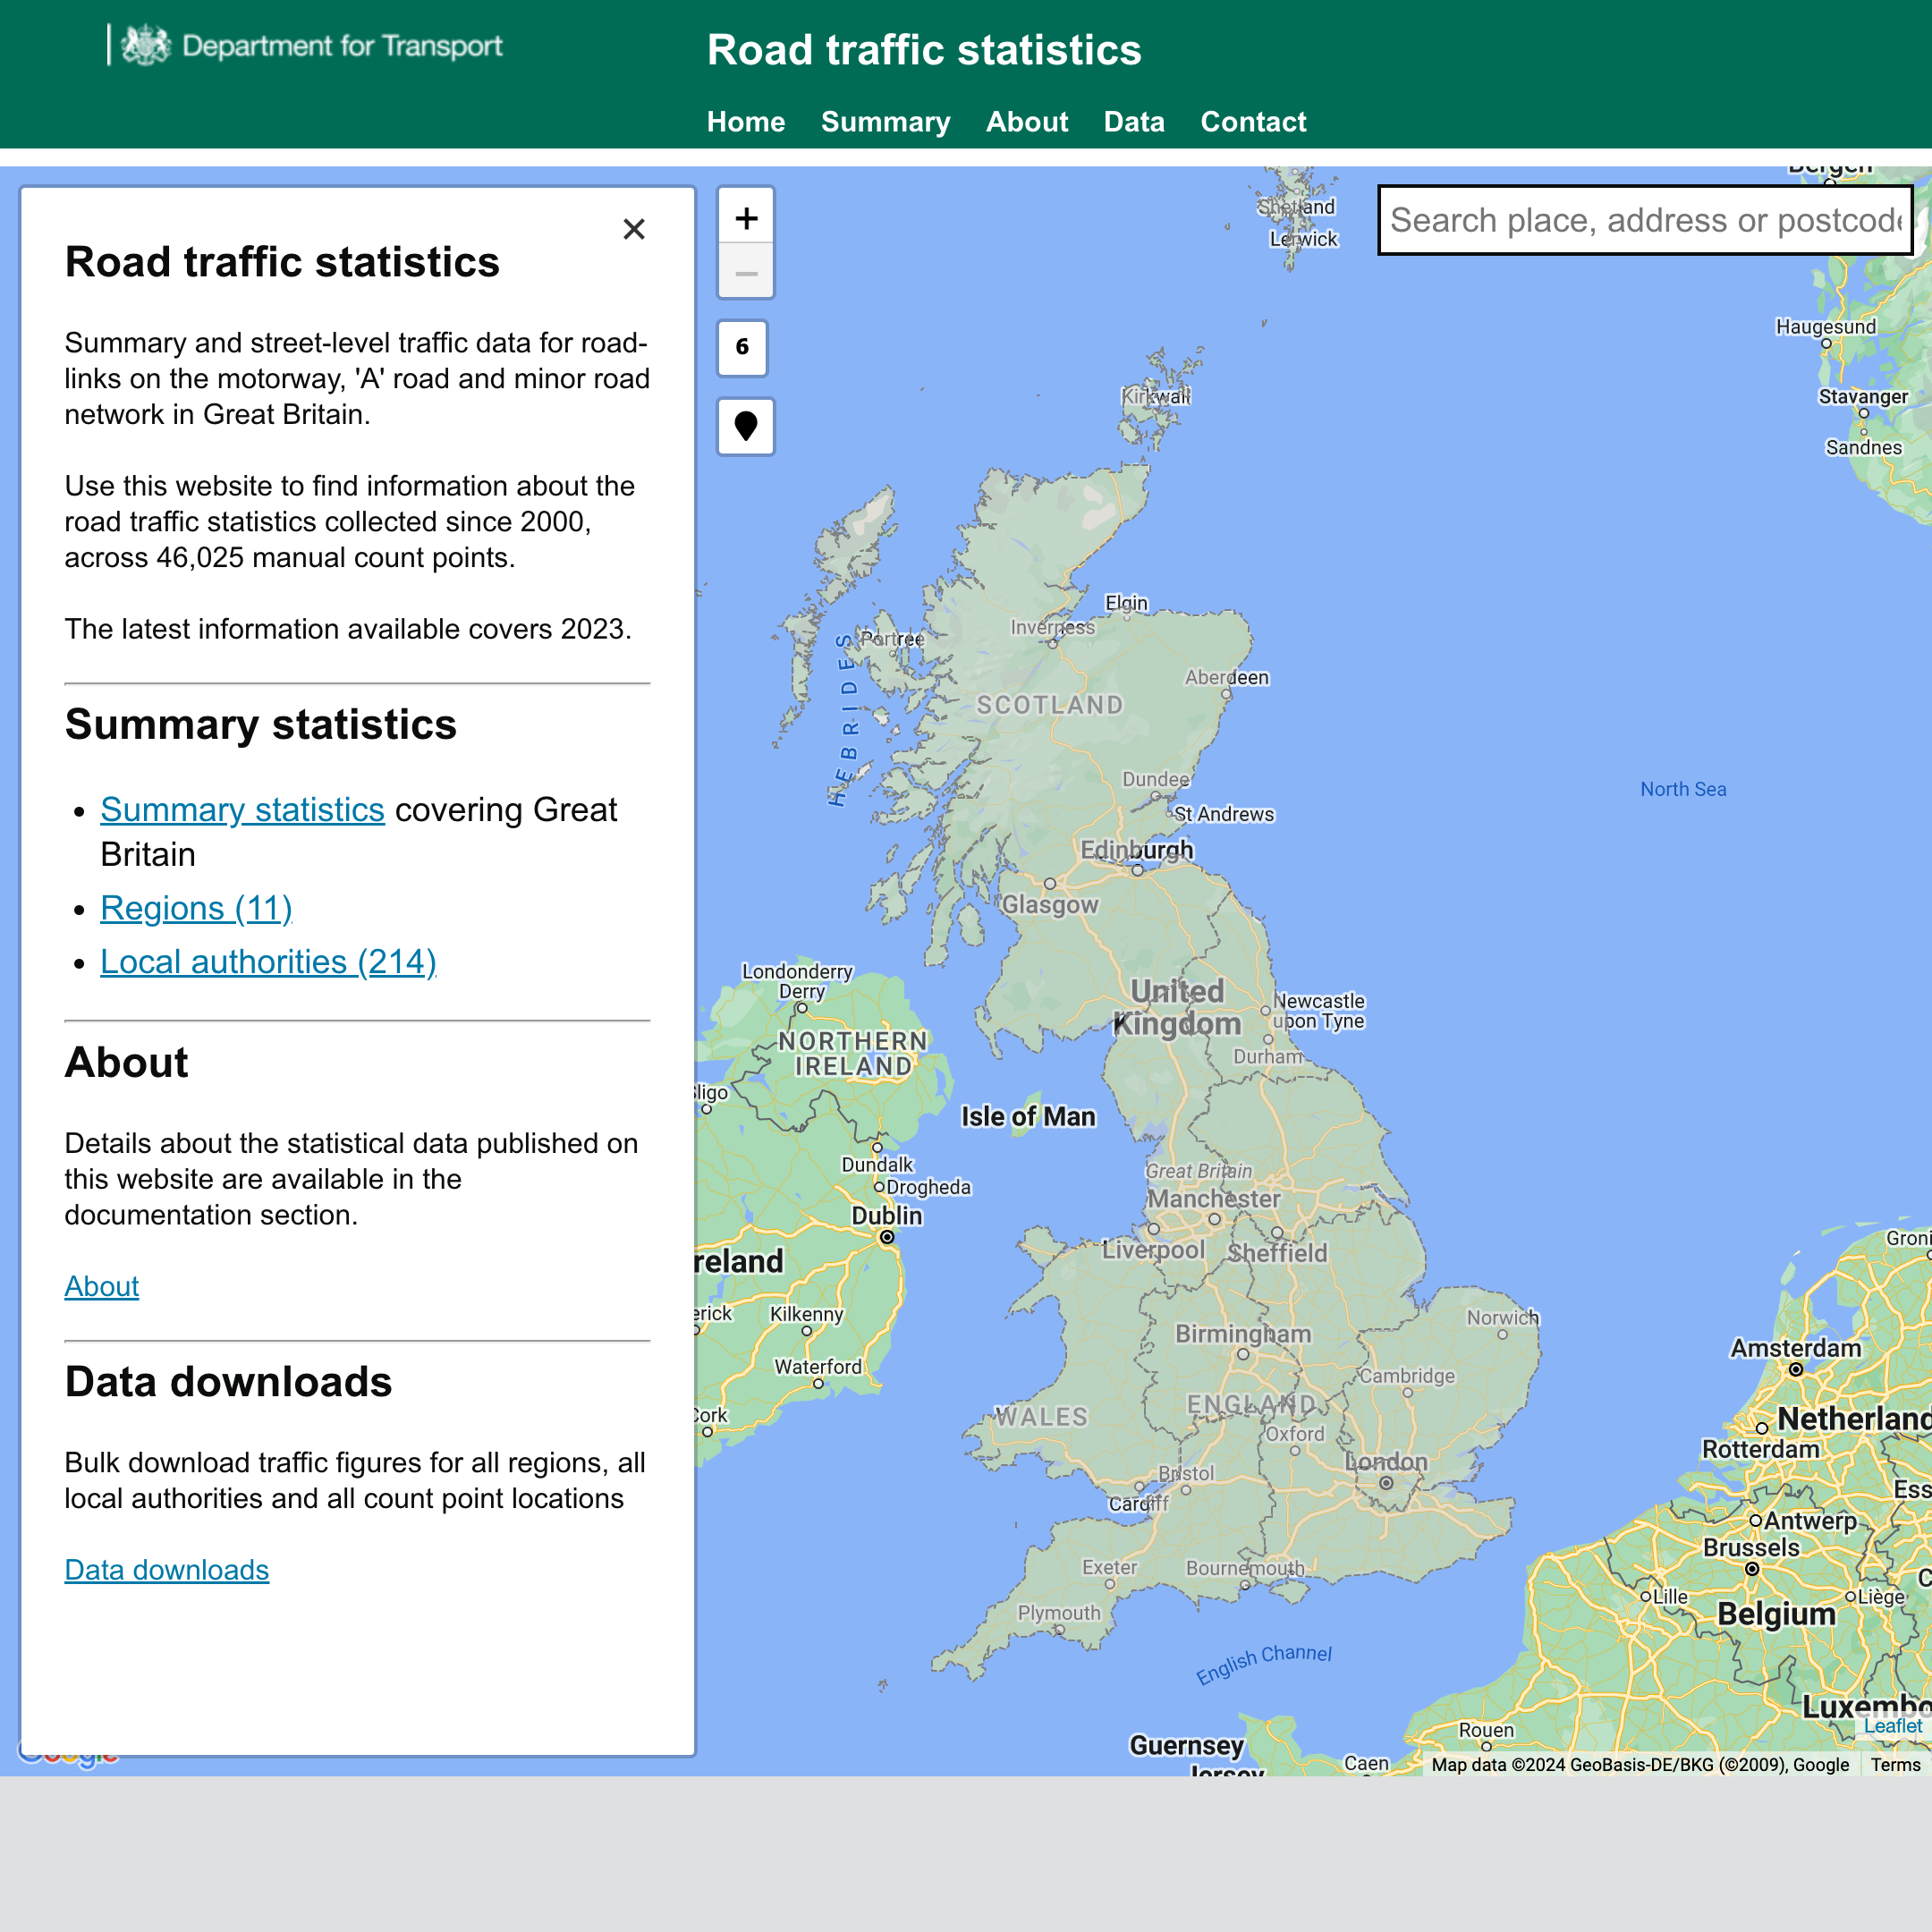 Department for Transport
Road traffic statistics
Home Summary About Data Contact
×
Road traffic statistics
Summary and street-level traffic data for road-
links on the motorway, 'A' road and minor road
network in Great Britain.
Use this website to find information about the
road traffic statistics collected since 2000,
across 46,025 manual count points.
The latest information available covers 2023.
Summary statistics
• Summary statistics covering Great
Britain
• Regions (11)
• Local authorities (214)
About
Details about the statistical data published on
this website are available in the
documentation section.
About
Data downloads
Bulk download traffic figures for all regions, all
local authorities and all count point locations
Data downloads
+
−
6
Search place, address or postcode
Bergen
Shetland
Lerwick
Haugesund
Kirkwall
Stavanger
Sandnes
Elgin
Inverness
Portree
HEBRIDES
Aberdeen
SCOTLAND
Dundee
North Sea
St Andrews
Edinburgh
Glasgow
Londonderry
Derry
United
Kingdom
Newcastle
upon Tyne
NORTHERN
IRELAND
Durham
Sligo
Isle of Man
Dundalk
Great Britain
Drogheda
Manchester
Dublin
Liverpool
Sheffield
reland
Groni
erick
Kilkenny
Norwich
Birmingham
Amsterdam
Waterford
Cambridge
ENGLAND
WALES
Cork
Netherland
Oxford
Rotterdam
London
Bristol
Cardiff
Ess
Antwerp
Brussels
Exeter
Bournemouth
Lille
Liège
C
Plymouth
Belgium
English Channel
Luxembo
Leaflet
Rouen
Guernsey
Jersey
Caen
Google
Map data ©2024 GeoBasis-DE/BKG (©2009), Google Terms